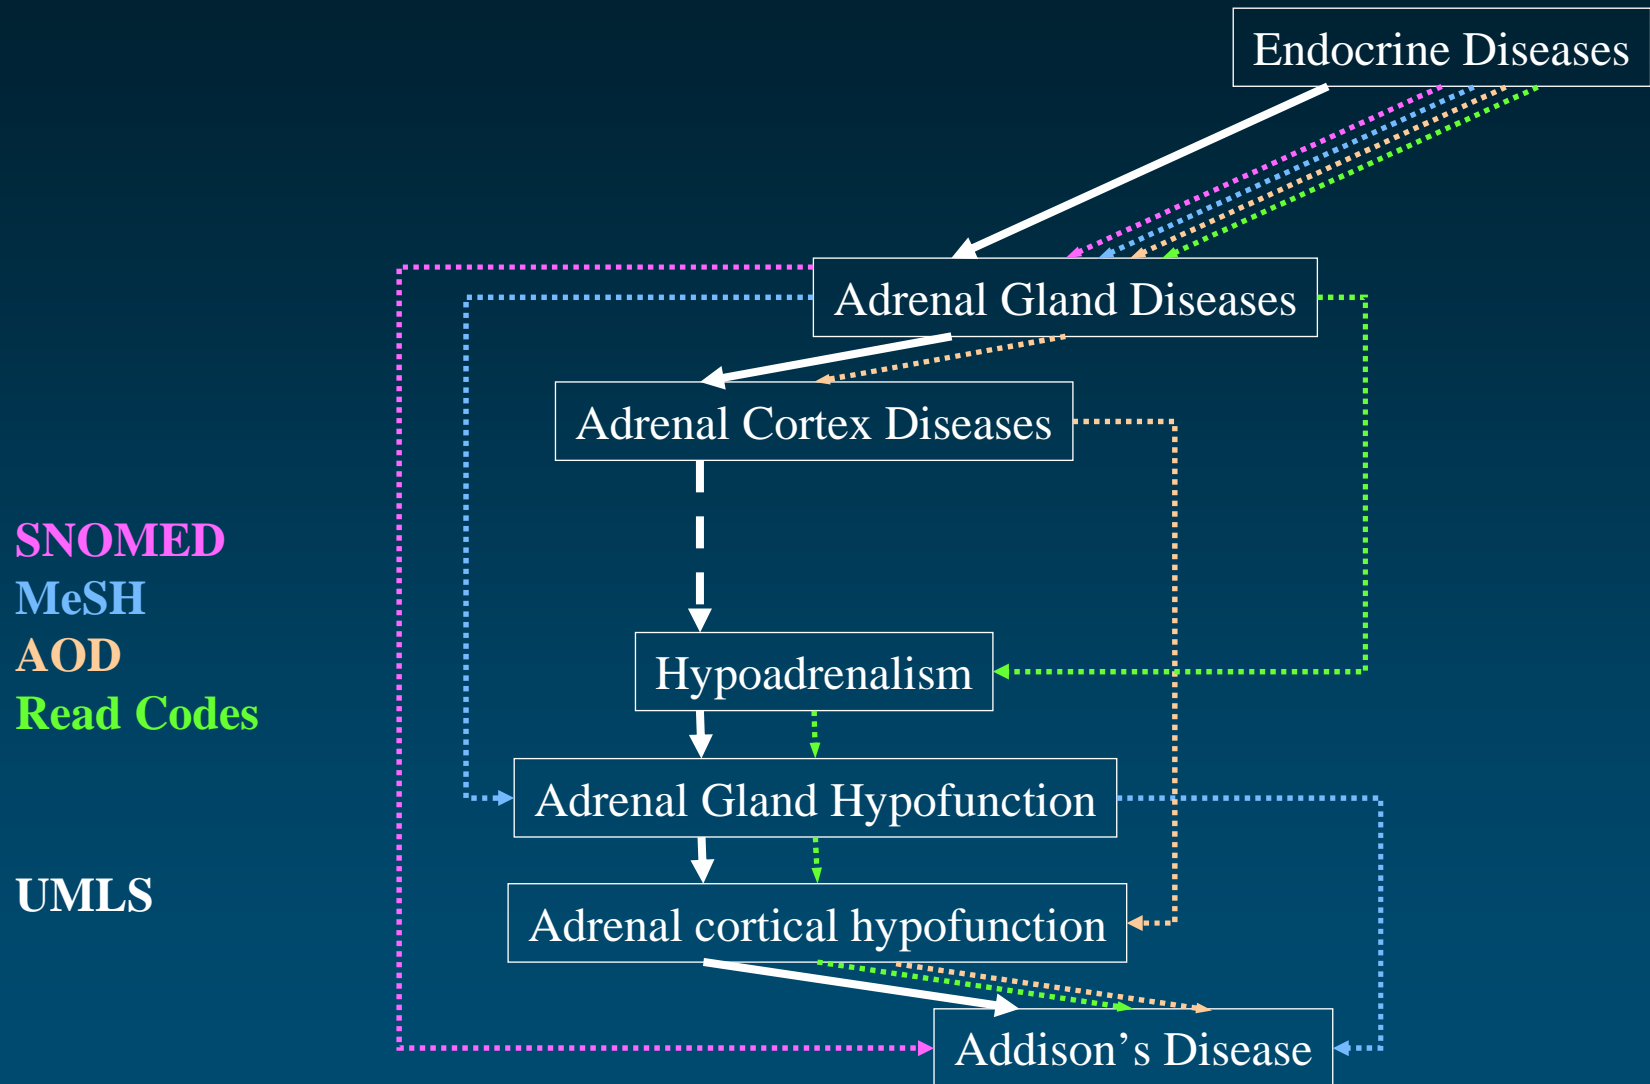 Endocrine Diseases
Adrenal Gland Diseases
Adrenal Cortex Diseases
SNOMED
MeSH
AOD
Read Codes
Hypoadrenalism
Adrenal Gland Hypofunction
UMLS
Adrenal cortical hypofunction
Addison’s Disease